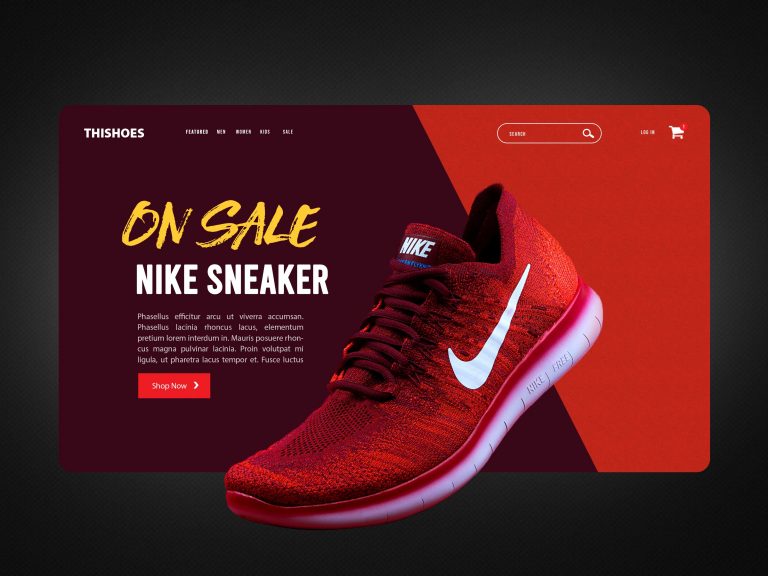 THISHOES
FEATURED MEN WOMEN KIDS SALE
SEARCH
LOG IN
ON SALE
NIKE SNEAKER
Phasellus efficitur arcu ut viverra accumsan.
Phasellus lacinia rhoncus lacus, elementum
pretium lorem interdum in. Mauris posuere rhon-
cus magna pulvinar lacinia. Proin volutpat mi
ligula, ut pharetra lacus tempor et. Fusce luctus
Shop Now
NIKE
NIKE FREE